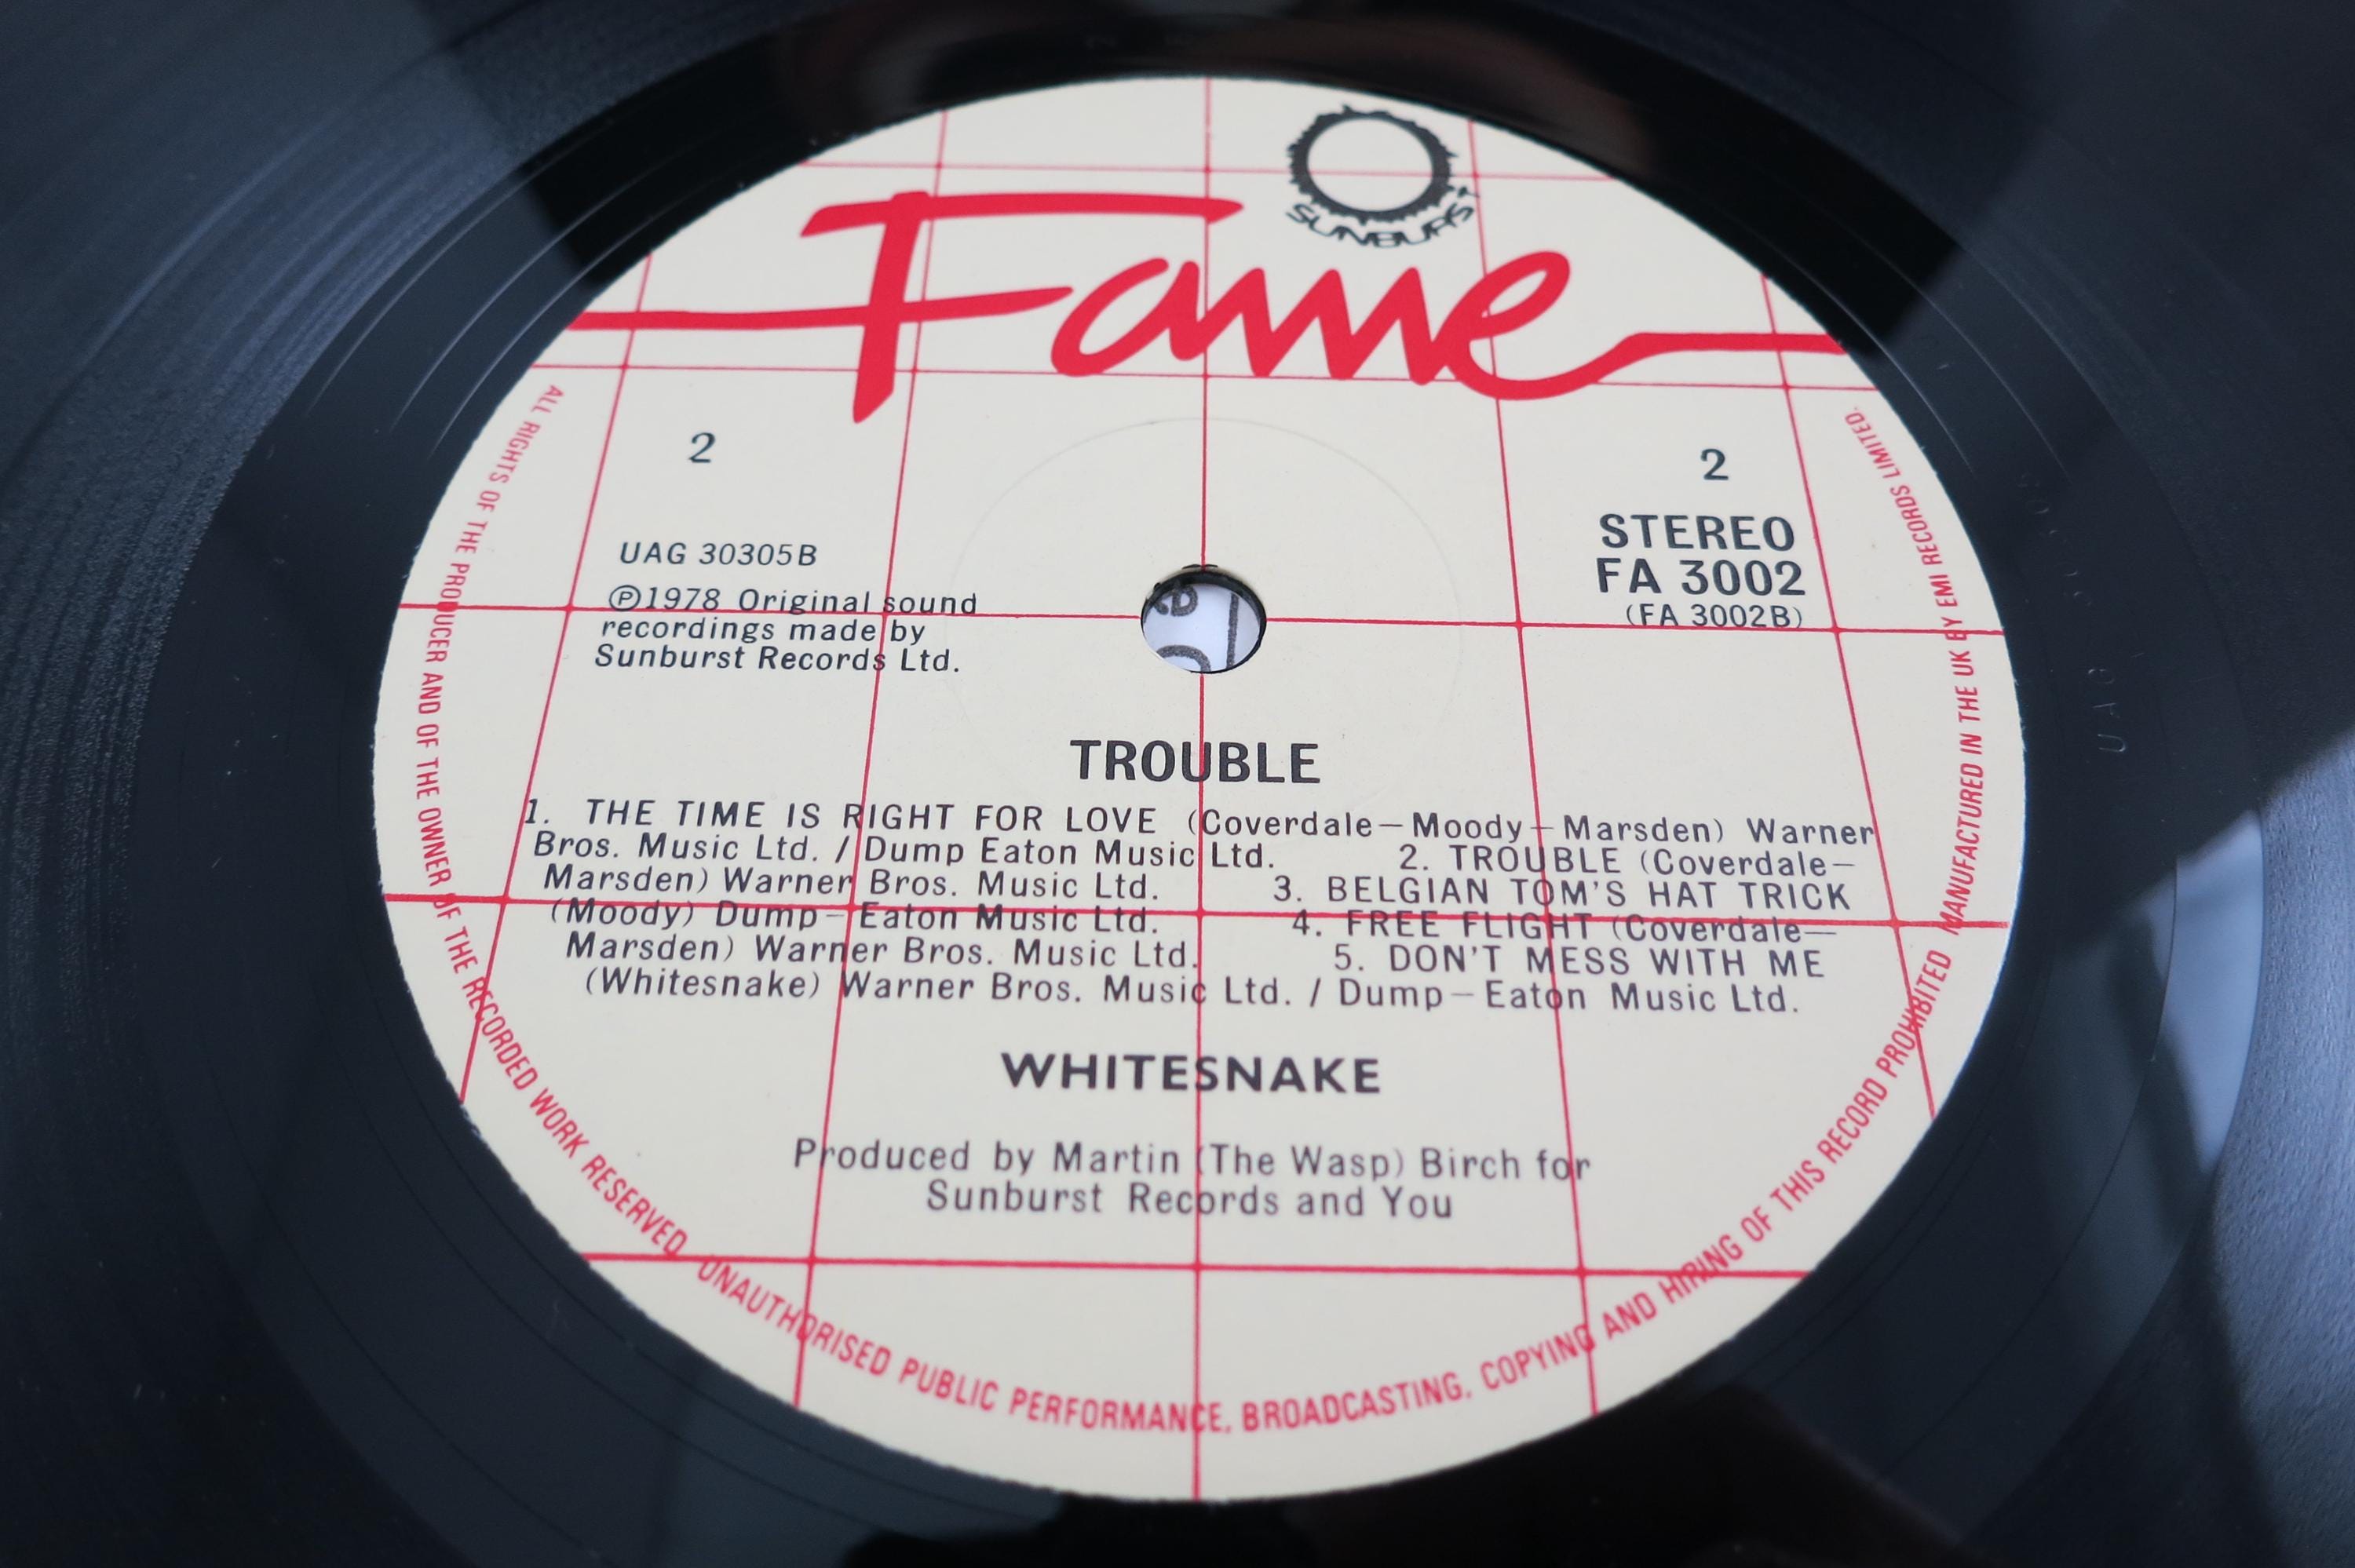 SUNBURST
Fame
2
2
UAG 30305B
℗1978 Original sound
recordings made by
Sunburst Records Ltd.
STEREO
FA 3002
(FA 3002B)
TROUBLE
1. THE TIME IS RIGHT FOR LOVE (Coverdale–Moody–Marsden) Warner
Bros. Music Ltd. / Dump Eaton Music Ltd. 2. TROUBLE (Coverdale–
Marsden) Warner Bros. Music Ltd. 3. BELGIAN TOM'S HAT TRICK
(Moody) Dump–Eaton Music Ltd. 4. FREE FLIGHT (Coverdale–
Marsden) Warner Bros. Music Ltd. 5. DON'T MESS WITH ME
(Whitesnake) Warner Bros. Music Ltd. / Dump–Eaton Music Ltd.
WHITESNAKE
Produced by Martin (The Wasp) Birch for
Sunburst Records and You
ALL RIGHTS OF THE PRODUCER AND OF THE OWNER OF THE RECORDED WORK RESERVED. UNAUTHORISED PUBLIC PERFORMANCE, BROADCASTING, COPYING AND HIRING OF THIS RECORD PROHIBITED MANUFACTURED IN THE UK BY EMI RECORDS LIMITED.